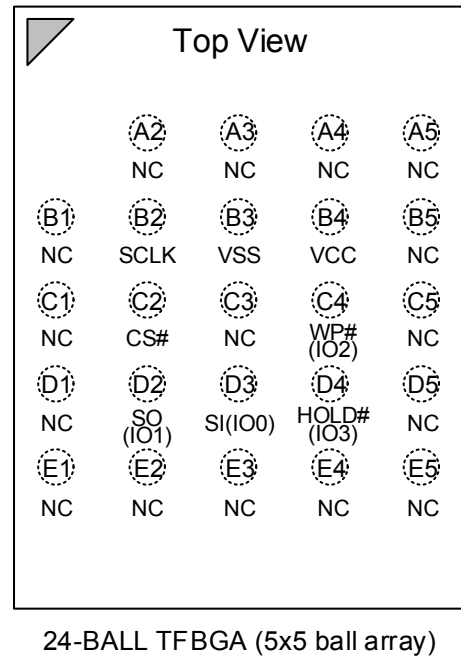 Top View
A2 A3 A4 A5
NC NC NC NC
B1 B2 B3 B4 B5
NC SCLK VSS VCC NC
C1 C2 C3 C4 C5
NC CS# NC WP# NC
(IO2)
D1 D2 D3 D4 D5
NC SO SI(IO0) HOLD# NC
(IO1) (IO3)
E1 E2 E3 E4 E5
NC NC NC NC NC
24-BALL TFBGA (5x5 ball array)